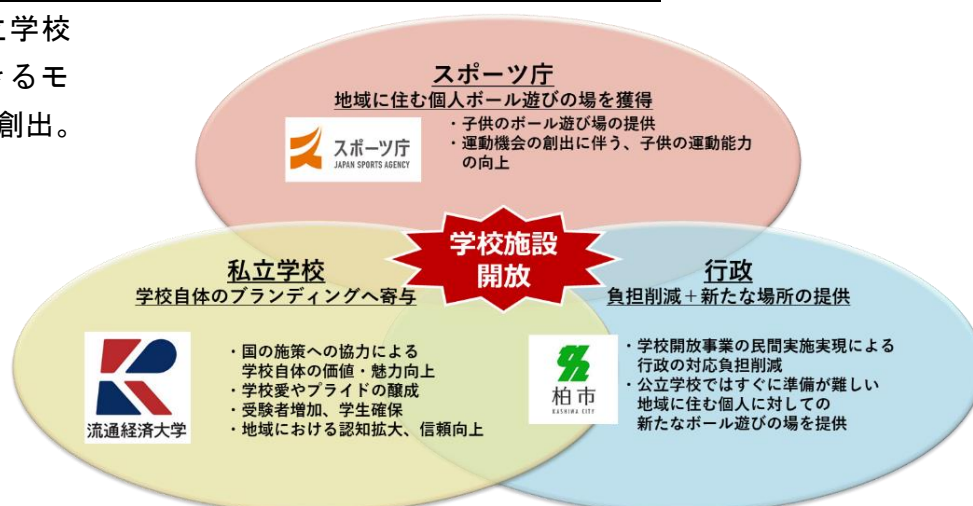 立学校
きるモ
創出。
スポーツ庁
地域に住む個人ボール遊びの場を獲得
・子供のボール遊び場の提供
・運動機会の創出に伴う、子供の運動能力
の向上
スポーツ庁
JAPAN SPORTS AGENCY
学校施設
開放
私立学校
学校自体のブランディングへ寄与
・国の施策への協力による
学校自体の価値・魅力向上
・学校愛やプライドの醸成
・受験者増加、学生確保
・地域における認知拡大、信頼向上
流通経済大学
行政
負担削減+新たな場所の提供
・学校開放事業の民間実施実現による
行政の対応負担削減
・公立学校ではすぐに準備が難しい
地域に住む個人に対しての
新たなボール遊びの場を提供
柏市
KASHIWA CITY